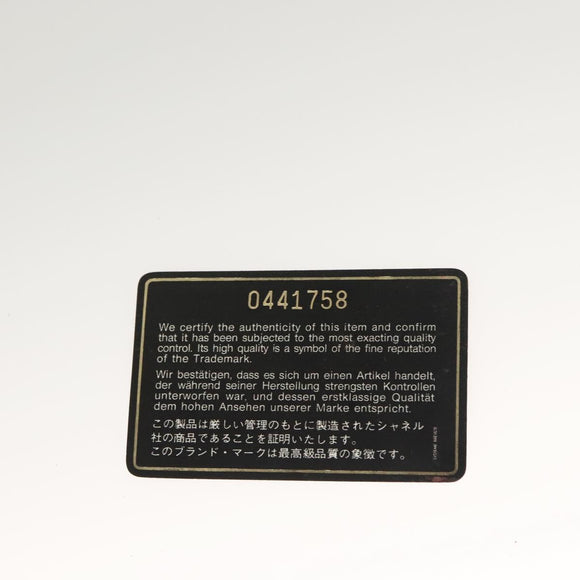 0441758
We certify the authenticity of this item and confirm
that it has been subjected to the most exacting quality
control. Its high quality is a symbol of the fine reputation
of the Trademark.
Wir bestätigen, dass es sich um einen Artikel handelt,
der während seiner Herstellung strengsten Kontrollen
unterworfen war, und dessen erstklassige Qualität
dem hohen Ansehen unserer Marke entspricht.
この製品は厳しい管理のもとに製造されたシャネル
社の商品であることを証明いたします。
このブランド・マークは最高級品質の象徴です。